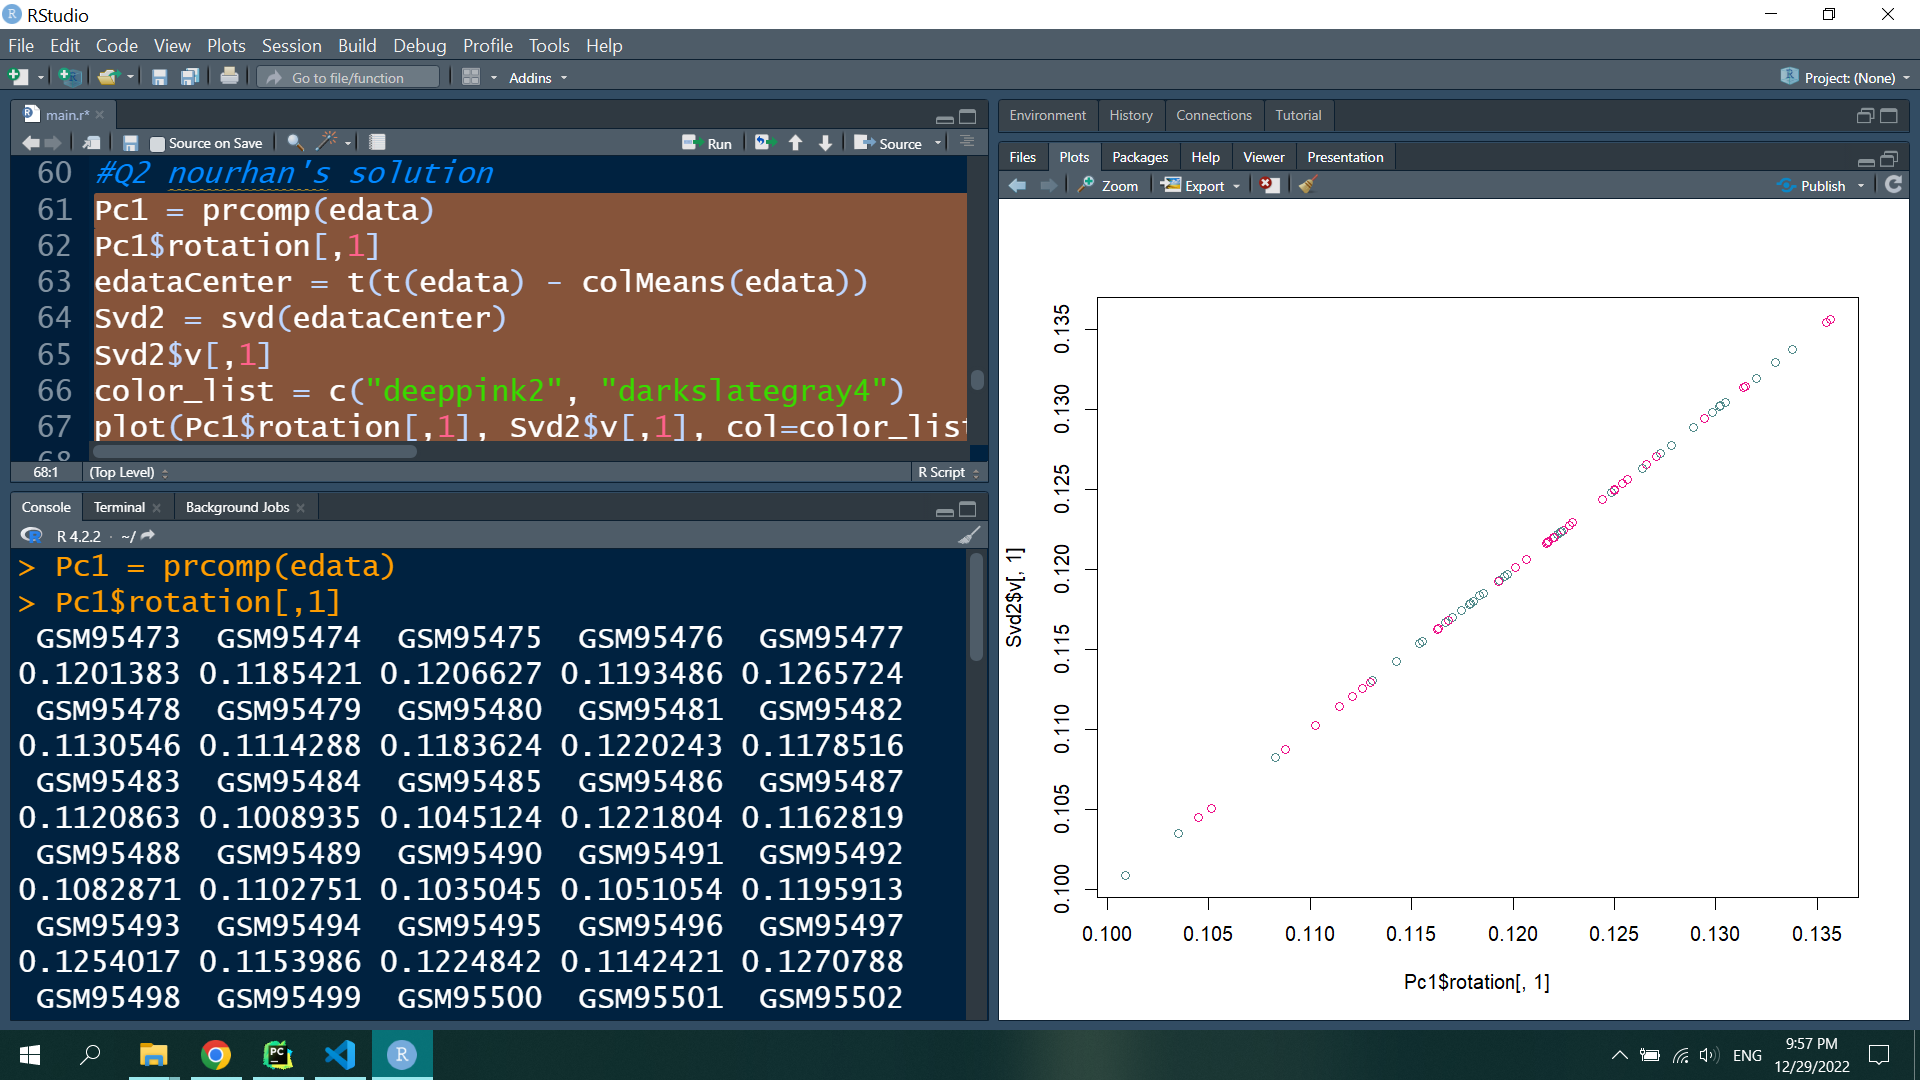 RStudio
File Edit Code View Plots Session Build Debug Profile Tools Help
Go to file/function Addins Project: (None)
main.r*
Source on Save Run Source
60 #Q2 nourhan's solution
61 Pc1 = prcomp(edata)
62 Pc1$rotation[,1]
63 edataCenter = t(t(edata) - colMeans(edata))
64 Svd2 = svd(edataCenter)
65 Svd2$v[,1]
66 color_list = c("deeppink2", "darkslategray4")
67 plot(Pc1$rotation[,1], Svd2$v[,1], col=color_list
68
68:1 (Top Level) R Script
Console Terminal Background Jobs
R 4.2.2 · ~/
> Pc1 = prcomp(edata)
> Pc1$rotation[,1]
GSM95473 GSM95474 GSM95475 GSM95476 GSM95477
0.1201383 0.1185421 0.1206627 0.1193486 0.1265724
GSM95478 GSM95479 GSM95480 GSM95481 GSM95482
0.1130546 0.1114288 0.1183624 0.1220243 0.1178516
GSM95483 GSM95484 GSM95485 GSM95486 GSM95487
0.1120863 0.1008935 0.1045124 0.1221804 0.1162819
GSM95488 GSM95489 GSM95490 GSM95491 GSM95492
0.1082871 0.1102751 0.1035045 0.1051054 0.1195913
GSM95493 GSM95494 GSM95495 GSM95496 GSM95497
0.1254017 0.1153986 0.1224842 0.1142421 0.1270788
GSM95498 GSM95499 GSM95500 GSM95501 GSM95502
Environment History Connections Tutorial
Files Plots Packages Help Viewer Presentation
Zoom Export Publish
Svd2$v[, 1]
0.135
0.130
0.125
0.120
0.115
0.110
0.105
0.100
0.100 0.105 0.110 0.115 0.120 0.125 0.130 0.135
Pc1$rotation[, 1]
PC
R
ENG
9:57 PM
12/29/2022